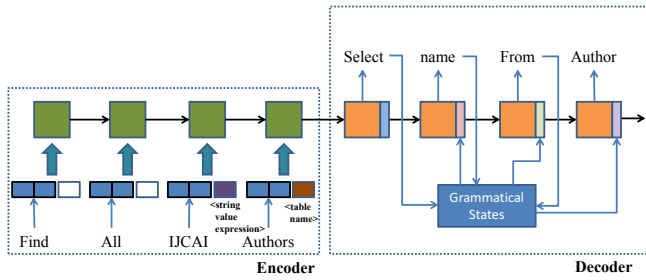 Decoder
Select name From Author
<string
value
expression>
<table
name>
Grammatical
States
Find All IJCAI Authors
Encoder